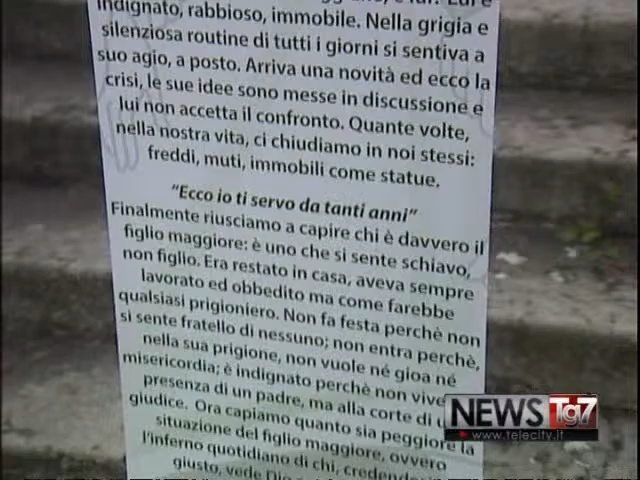 indignato, rabbioso, immobile. Nella grigia e
silenziosa routine di tutti i giorni si sentiva a
suo agio, a posto. Arriva una novità ed ecco la
crisi, le sue idee sono messe in discussione e
lui non accetta il confronto. Quante volte,
nella nostra vita, ci chiudiamo in noi stessi:
freddi, muti, immobili come statue.
“Ecco io ti servo da tanti anni”
Finalmente riusciamo a capire chi è davvero il
figlio maggiore: è uno che si sente schiavo,
non figlio. Era restato in casa, aveva sempre
lavorato ed obbedito ma come farebbe
qualsiasi prigioniero. Non fa festa perchè non
si sente fratello di nessuno; non entra perchè,
nella sua prigione, non vuole né gioa né
misericordia; è indignato perchè non vive
presenza di un padre, ma alla corte di
giudice. Ora capiamo quanto sia peggiore la
situazione del figlio maggiore, ovvero
l'inferno quotidiano di chi,
giusto, vede
NEWS Tg7
www.telecity.it